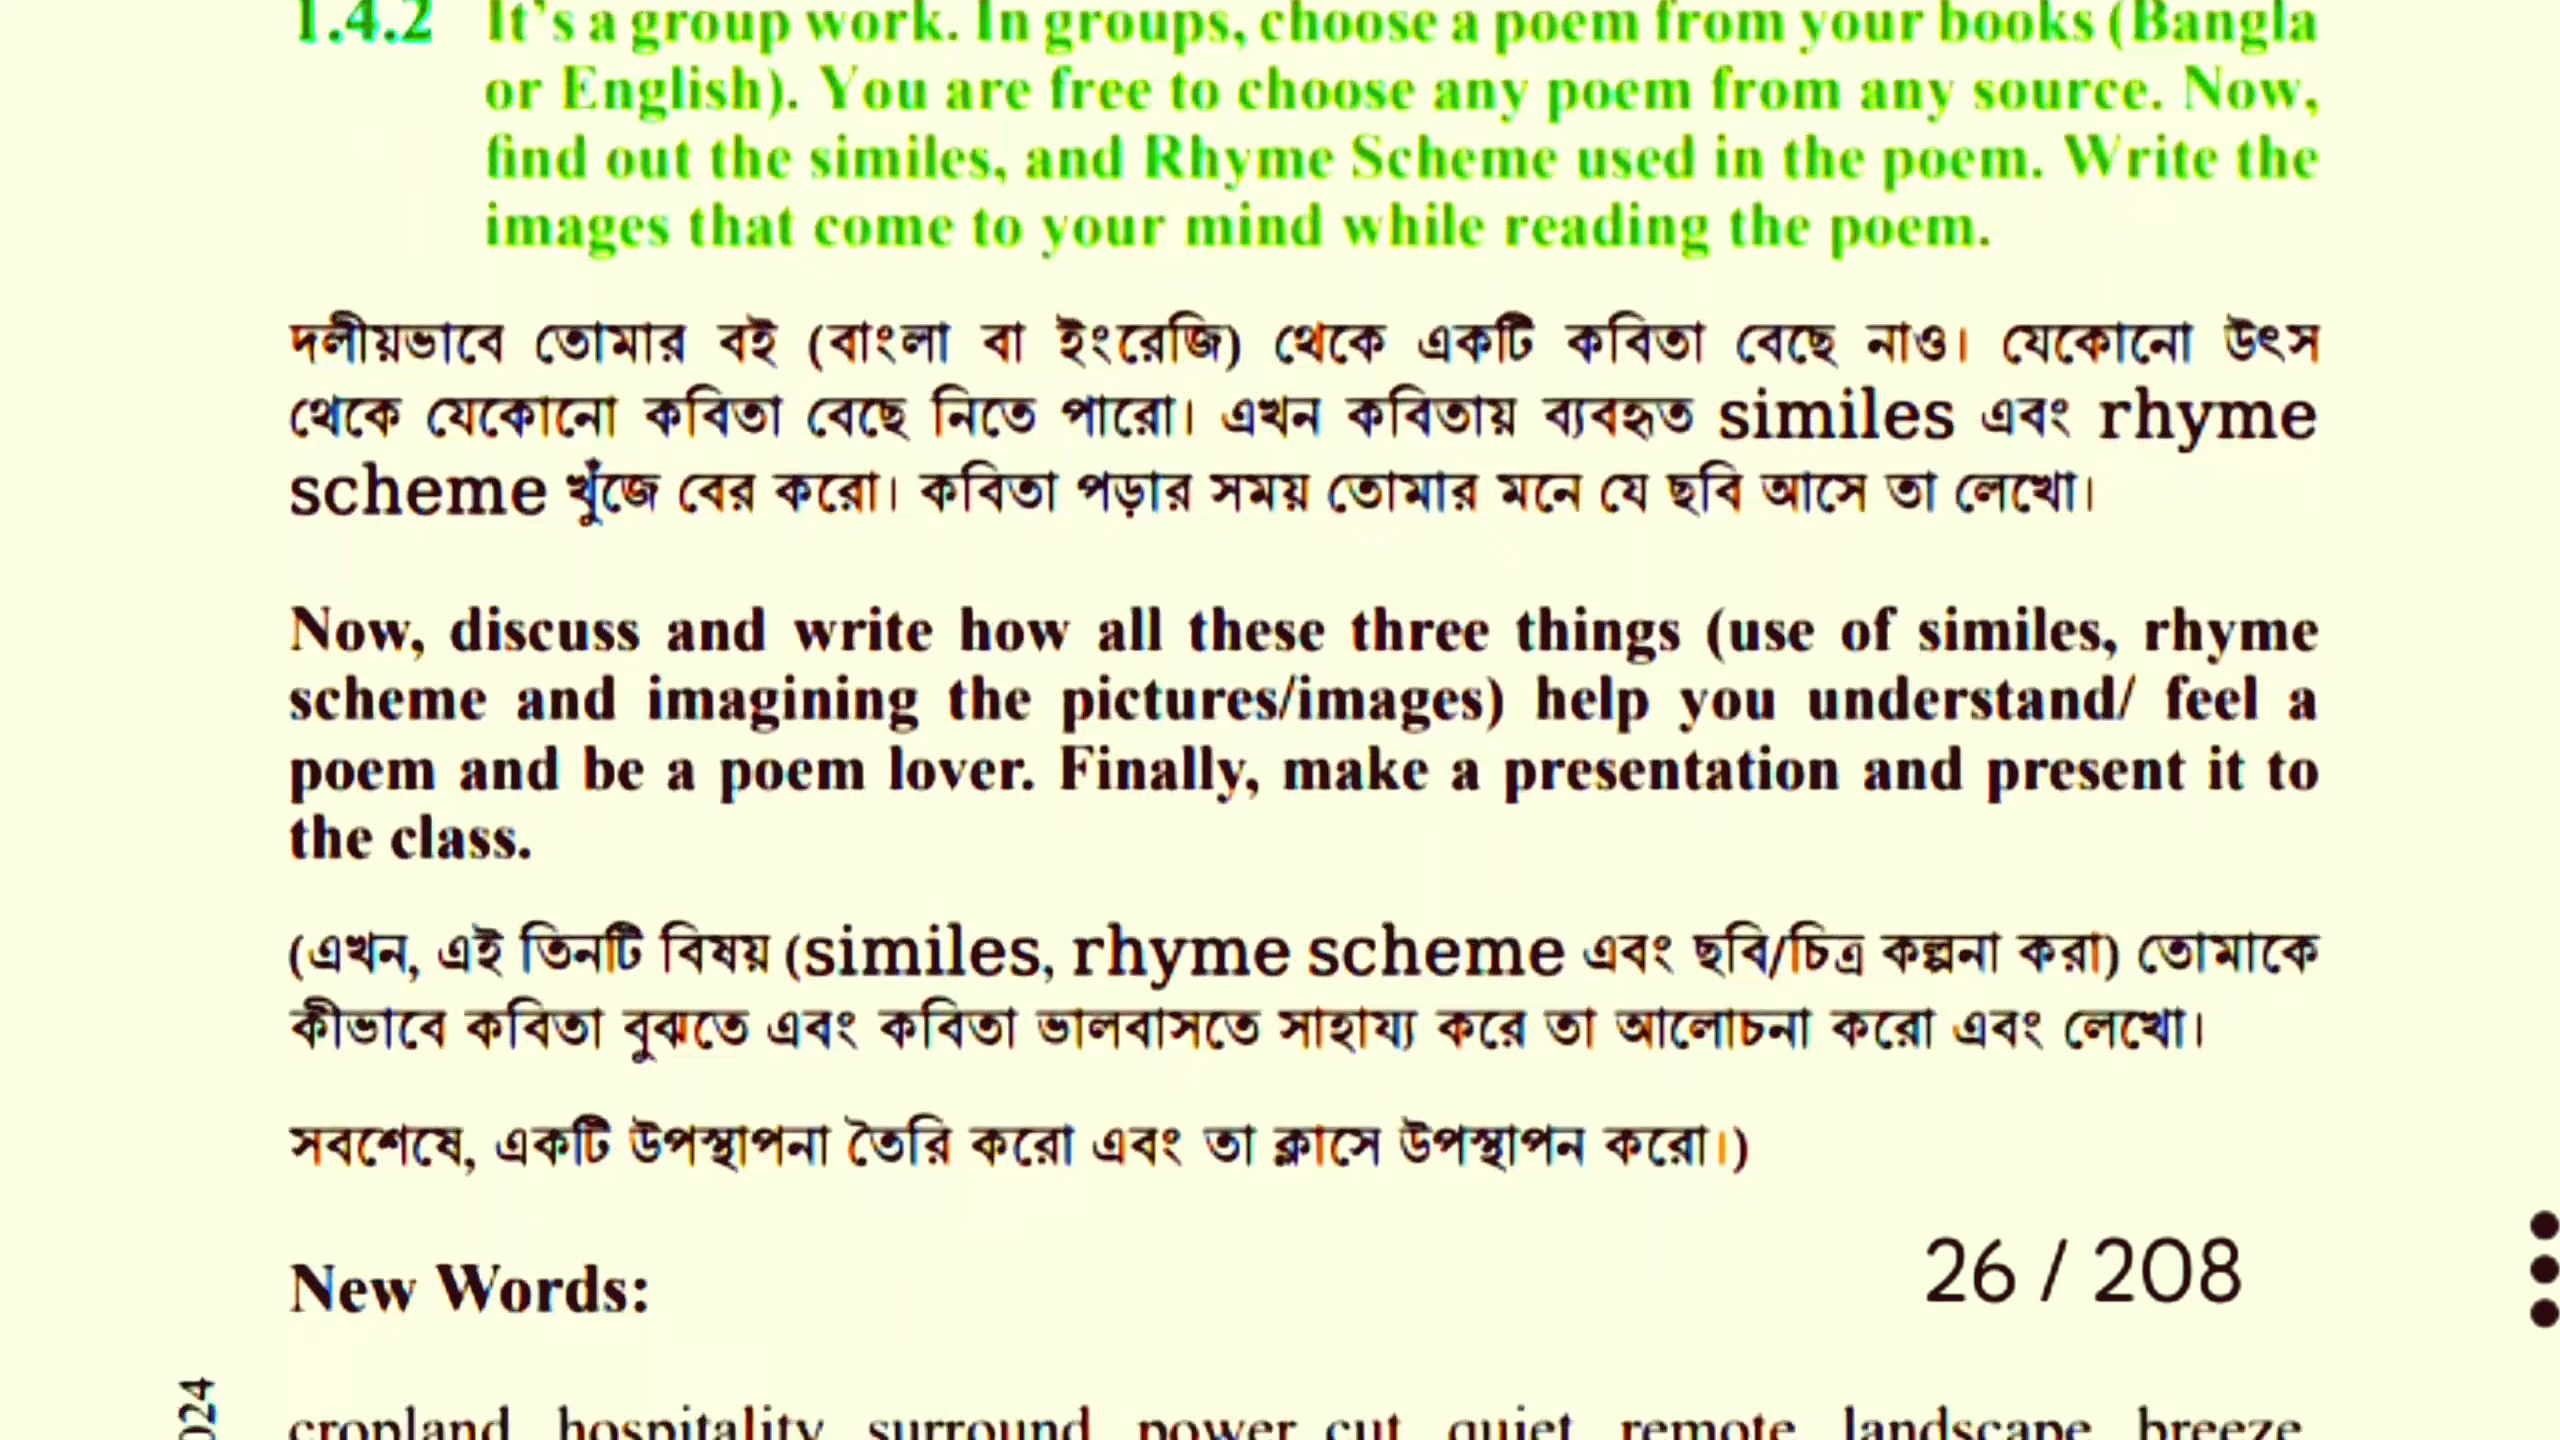 1.4.2 It's a group work. In groups, choose a poem from your books (Bangla
or English). You are free to choose any poem from any source. Now,
find out the similes, and Rhyme Scheme used in the poem. Write the
images that come to your mind while reading the poem.
দলীয়ভাবে তোমার বই (বাংলা বা ইংরেজি) থেকে একটি কবিতা বেছে নাও। যেকোনো উৎস
থেকে যেকোনো কবিতা বেছে নিতে পারো। এখন কবিতায় ব্যবহৃত similes এবং rhyme
scheme খুঁজে বের করো। কবিতা পড়ার সময় তোমার মনে যে ছবি আসে তা লেখো।
Now, discuss and write how all these three things (use of similes, rhyme
scheme and imagining the pictures/images) help you understand/ feel a
poem and be a poem lover. Finally, make a presentation and present it to
the class.
(এখন, এই তিনটি বিষয় (similes, rhyme scheme এবং ছবি/চিত্র কল্পনা করা) তোমাকে
কীভাবে কবিতা বুঝতে এবং কবিতা ভালবাসতে সাহায্য করে তা আলোচনা করো এবং লেখো।
সবশেষে, একটি উপস্থাপনা তৈরি করো এবং তা ক্লাসে উপস্থাপন করো।)
New Words:
26 / 208
024
cropland hospitality surround power cut quiet remote landscape breeze